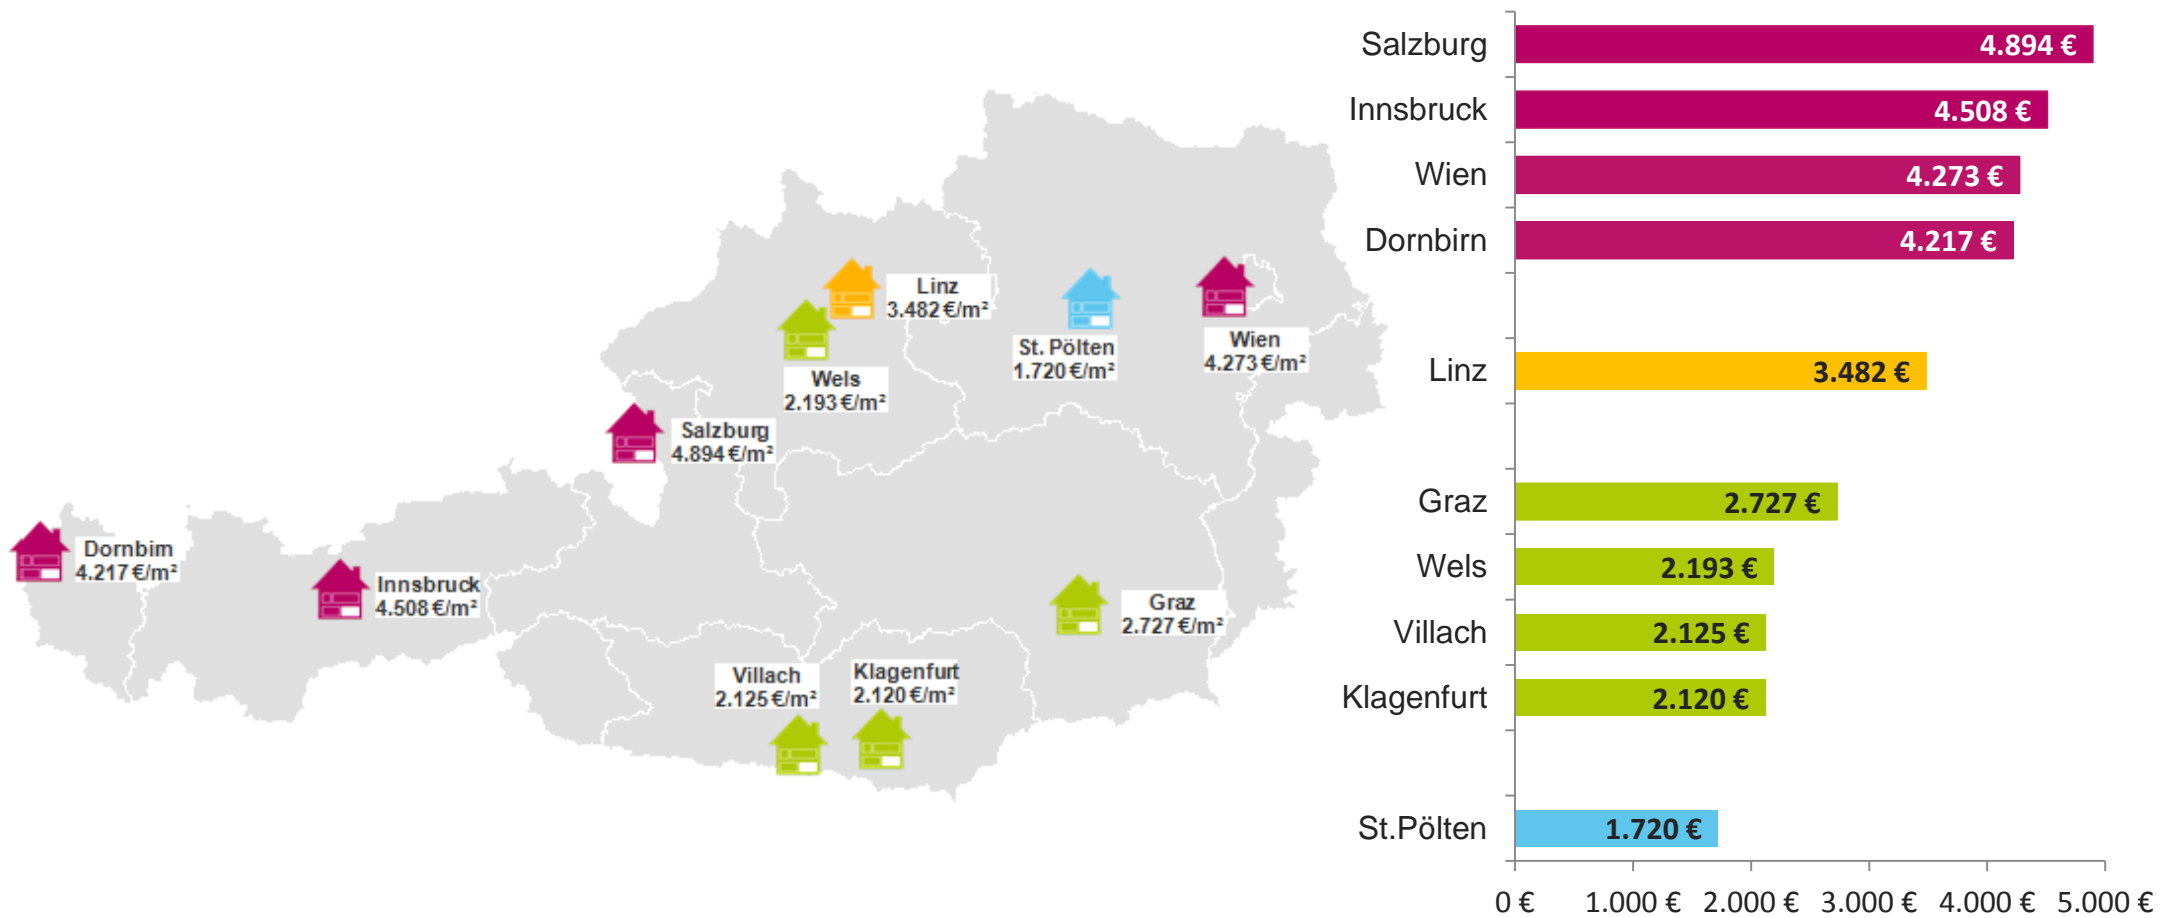 Linz
3.482 €/m²
St. Pölten
1.720 €/m²
Wien
4.273 €/m²
Wels
2.193 €/m²
Salzburg
4.894 €/m²
Dornbirn
4.217 €/m²
Innsbruck
4.508 €/m²
Graz
2.727 €/m²
Villach
2.125 €/m²
Klagenfurt
2.120 €/m²
Salzburg 4.894 €
Innsbruck 4.508 €
Wien 4.273 €
Dornbirn 4.217 €
Linz 3.482 €
Graz 2.727 €
Wels 2.193 €
Villach 2.125 €
Klagenfurt 2.120 €
St.Pölten 1.720 €
0 € 1.000 € 2.000 € 3.000 € 4.000 € 5.000 €